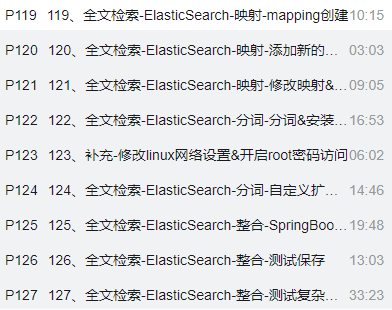 P119 119、全文检索-ElasticSearch-映射-mapping创建 10:15
P120 120、全文检索-ElasticSearch-映射-添加新的... 03:03
P121 121、全文检索-ElasticSearch-映射-修改映射&... 09:05
P122 122、全文检索-ElasticSearch-分词-分词&安装... 16:53
P123 123、补充-修改linux网络设置&开启root密码访问 06:02
P124 124、全文检索-ElasticSearch-分词-自定义扩... 14:46
P125 125、全文检索-ElasticSearch-整合-SpringBoo... 19:48
P126 126、全文检索-ElasticSearch-整合-测试保存 13:03
P127 127、全文检索-ElasticSearch-整合-测试复杂... 33:23